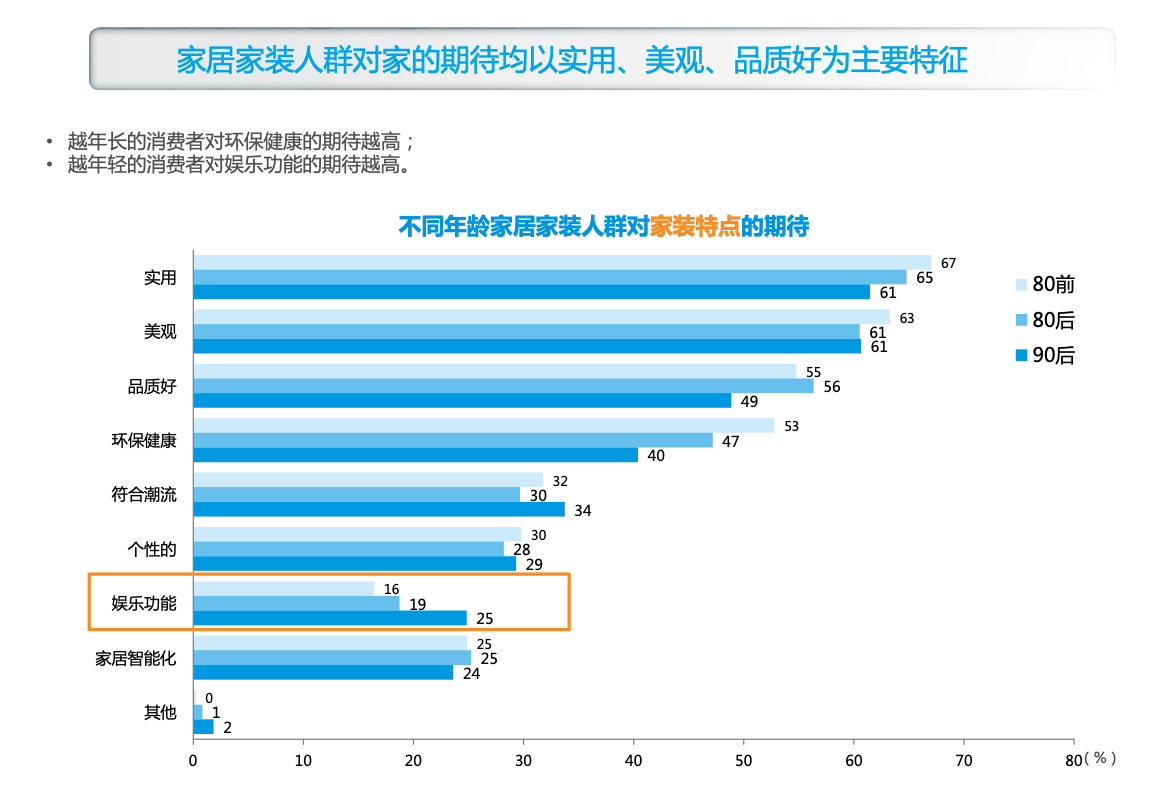 家居家装人群对家的期待均以实用、美观、品质好为主要特征
• 越年长的消费者对环保健康的期待越高；
• 越年轻的消费者对娱乐功能的期待越高。
不同年龄家居家装人群对家装特点的期待
实用
67
65
61
美观
63
61
61
品质好
55
56
49
环保健康
53
47
40
符合潮流
32
30
34
个性的
30
28
29
娱乐功能
16
19
25
家居智能化
25
25
24
其他
0
1
2
80前
80后
90后
0 10 20 30 40 50 60 70 80 (%)